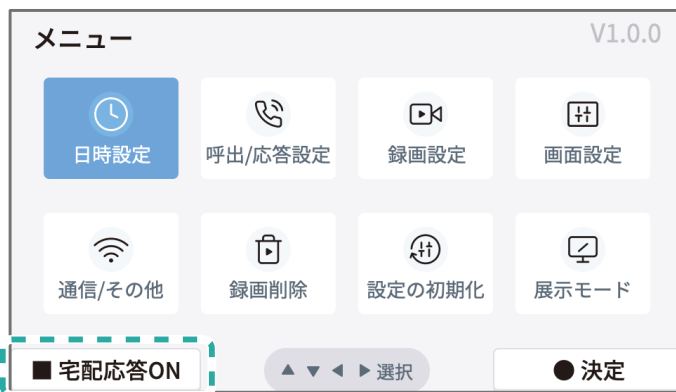 メニュー
V1.0.0
日時設定
呼出/応答設定
録画設定
画面設定
通信/その他
録画削除
設定の初期化
展示モード
■ 宅配応答ON
▲ ▼ ◀ ▶ 選択
● 決定